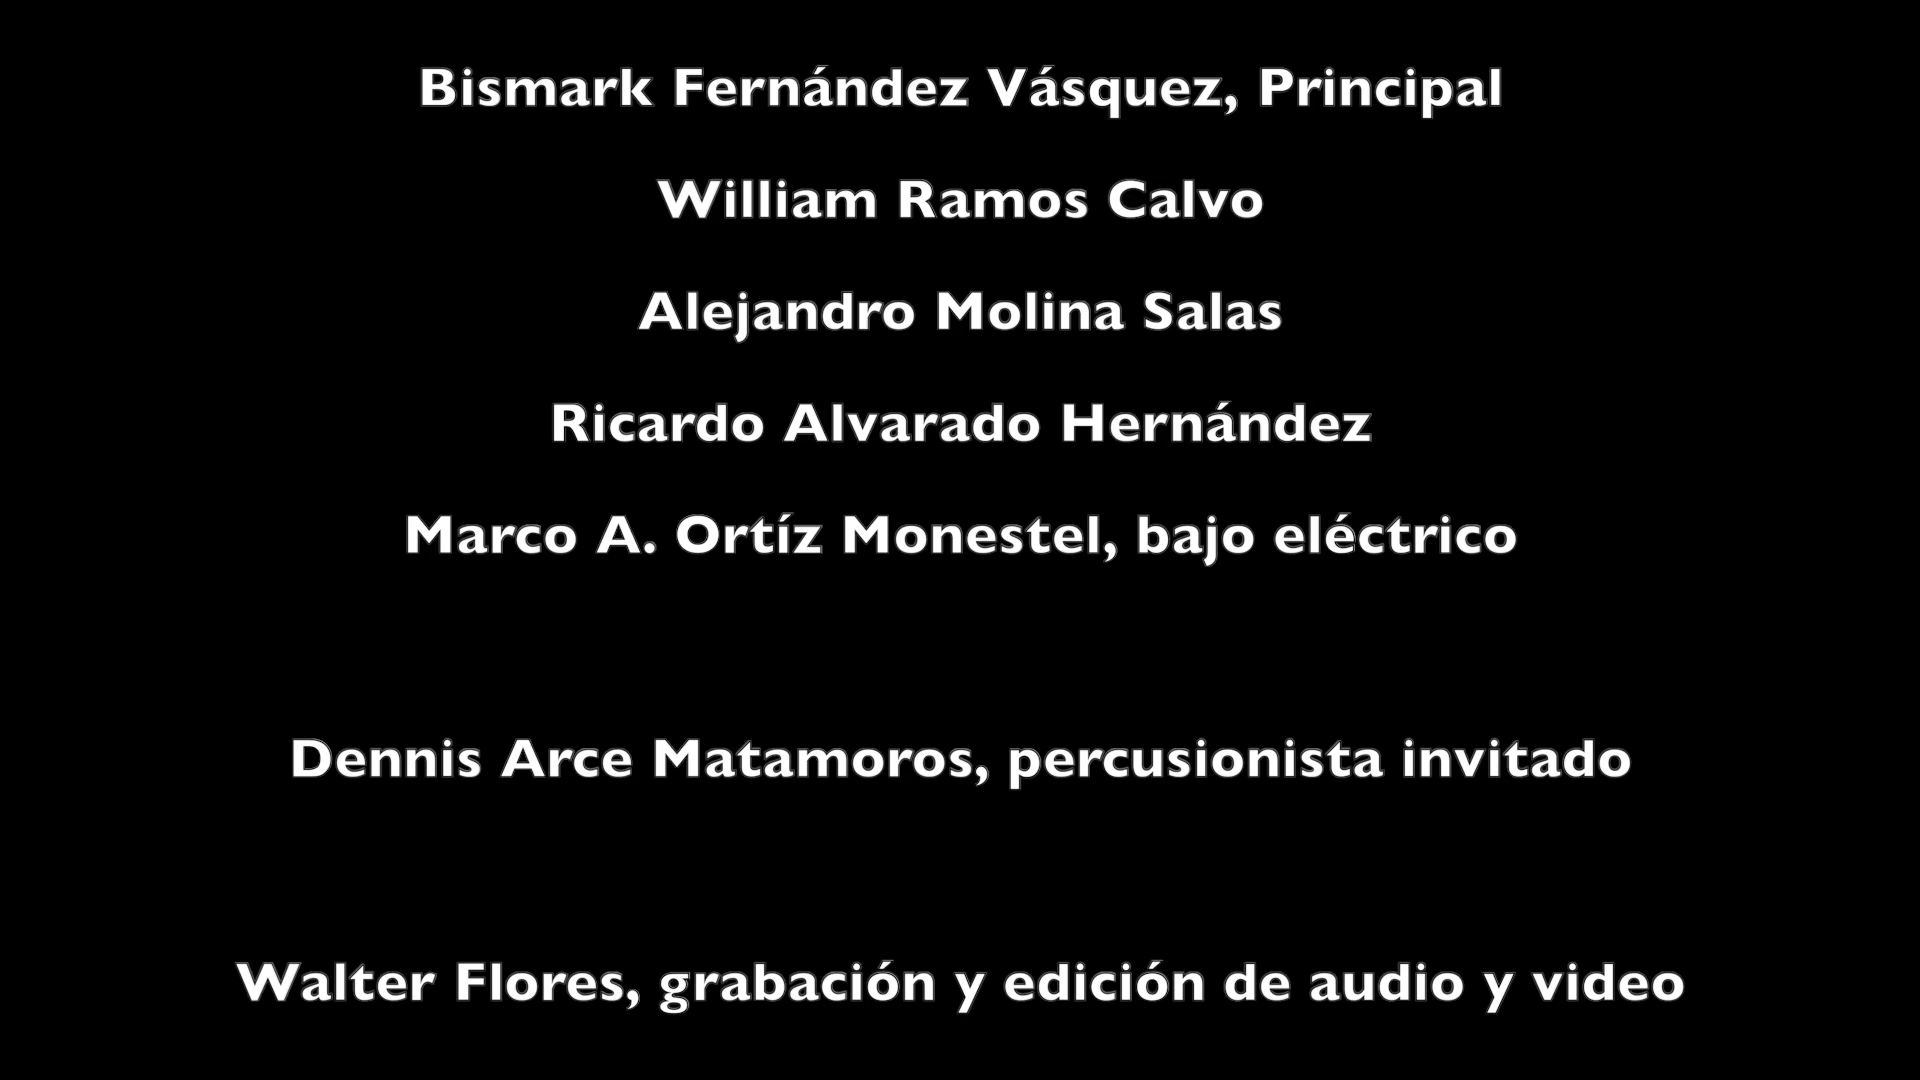 Bismark Fernández Vásquez, Principal
William Ramos Calvo
Alejandro Molina Salas
Ricardo Alvarado Hernández
Marco A. Ortíz Monestel, bajo eléctrico
Dennis Arce Matamoros, percusionista invitado
Walter Flores, grabación y edición de audio y video